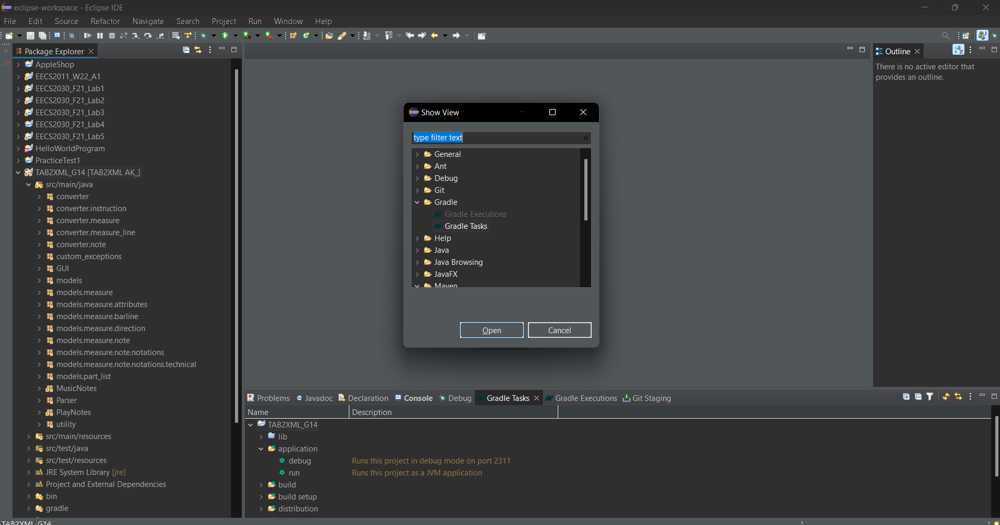 eclipse-workspace - Eclipse IDE
File Edit Source Refactor Navigate Search Project Run Window Help
Package Explorer
AppleShop
EECS2011_W22_A1
EECS2030_F21_Lab1
EECS2030_F21_Lab2
EECS2030_F21_Lab3
EECS2030_F21_Lab4
EECS2030_F21_Lab5
HelloWorldProgram
PracticeTest1
TAB2XML_G14 [TAB2XML AK_]
src/main/java
converter
converter.instruction
converter.measure
converter.measure_line
converter.note
custom_exceptions
GUI
models
models.measure
models.measure.attributes
models.measure.barline
models.measure.direction
models.measure.note
models.measure.note.notations
models.measure.note.notations.technical
models.part_list
MusicNotes
Parser
PlayNotes
utility
src/main/resources
src/test/java
src/test/resources
JRE System Library [jre]
Project and External Dependencies
bin
gradle
TAB2XML_G14
Show View
type filter text
General
Ant
Debug
Git
Gradle
Gradle Executions
Gradle Tasks
Help
Java
Java Browsing
JavaFX
Maven
Open Cancel
Outline
There is no active editor that
provides an outline.
Problems Javadoc Declaration Console Debug Gradle Tasks Gradle Executions Git Staging
Name Description
TAB2XML_G14
lib
application
debug Runs this project in debug mode on port 2311
run Runs this project as a JVM application
build
build setup
distribution